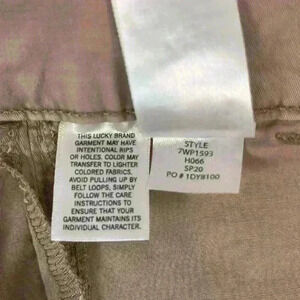 THIS LUCKY BRAND
GARMENT MAY HAVE
INTENTIONAL RIPS
OR HOLES, COLOR MAY
TRANSFER TO LIGHTER
COLORED FABRICS.
AVOID PULLING UP BY
BELT LOOPS, SIMPLY
FOLLOW THE CARE
INSTRUCTIONS TO
ENSURE THAT YOUR
GARMENT MAINTAINS ITS
INDIVIDUAL CHARACTER.
STYLE
7WP1593
H066
SP20
PO # 1DY8100